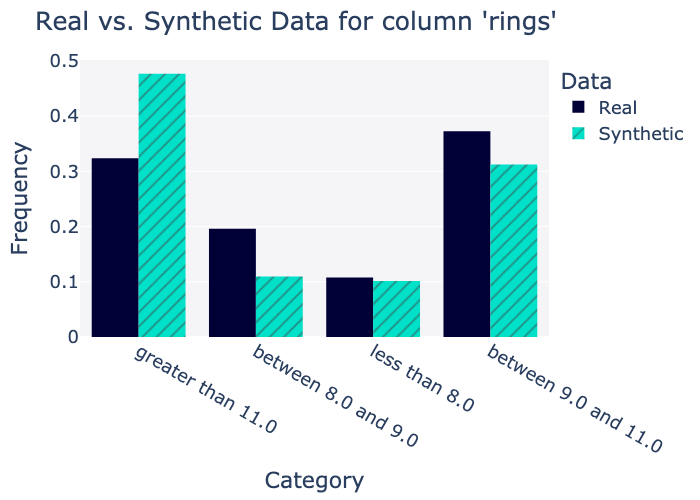 Real vs. Synthetic Data for column 'rings'
Data
Real
Synthetic
Frequency
0.5
0.4
0.3
0.2
0.1
0
greater than 11.0
between 8.0 and 9.0
less than 8.0
between 9.0 and 11.0
Category